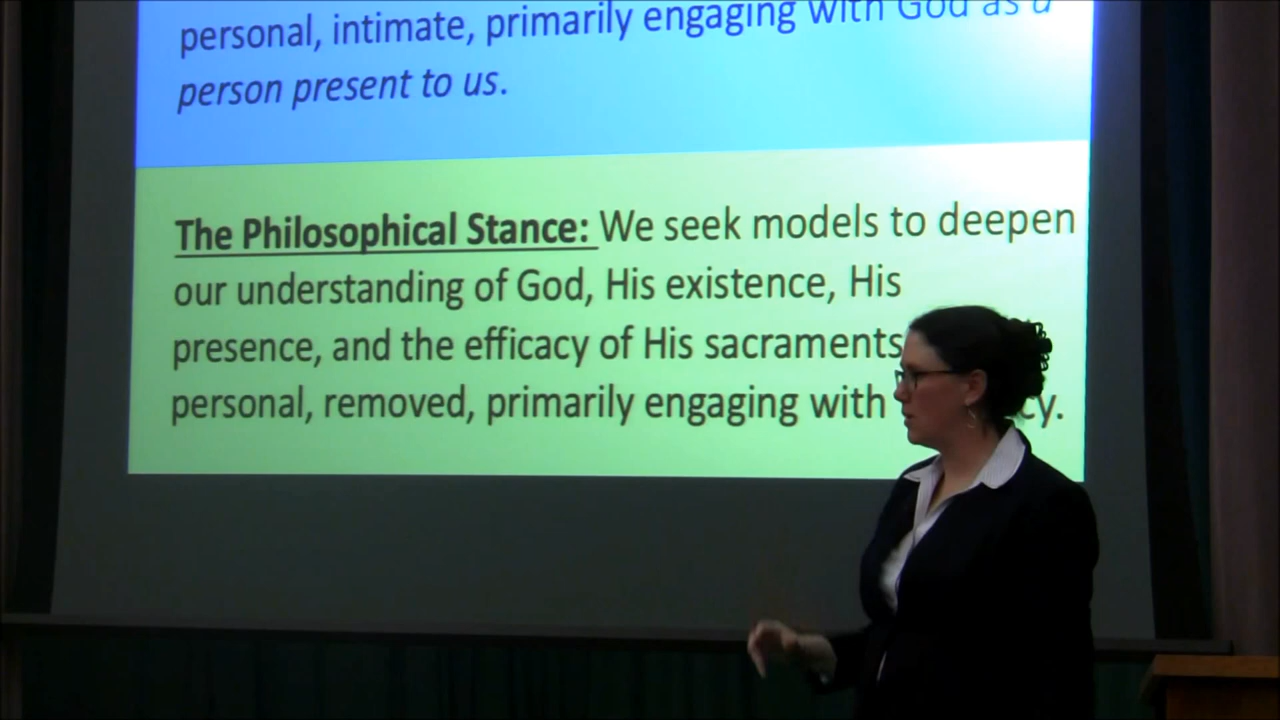 personal, intimate, primarily engaging with God as a
person present to us.
The Philosophical Stance: We seek models to deepen
our understanding of God, His existence, His
presence, and the efficacy of His sacraments
personal, removed, primarily engaging with cy.